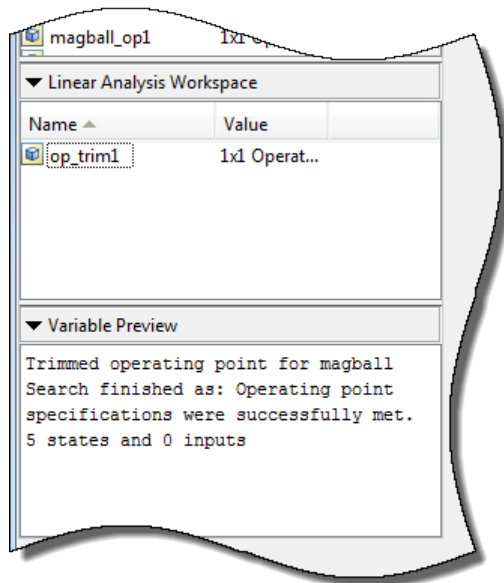 magball_op1
Linear Analysis Workspace
Name Value
op_trim1 1x1 Operat...
Variable Preview
Trimmed operating point for magball
Search finished as: Operating point
specifications were successfully met.
5 states and 0 inputs